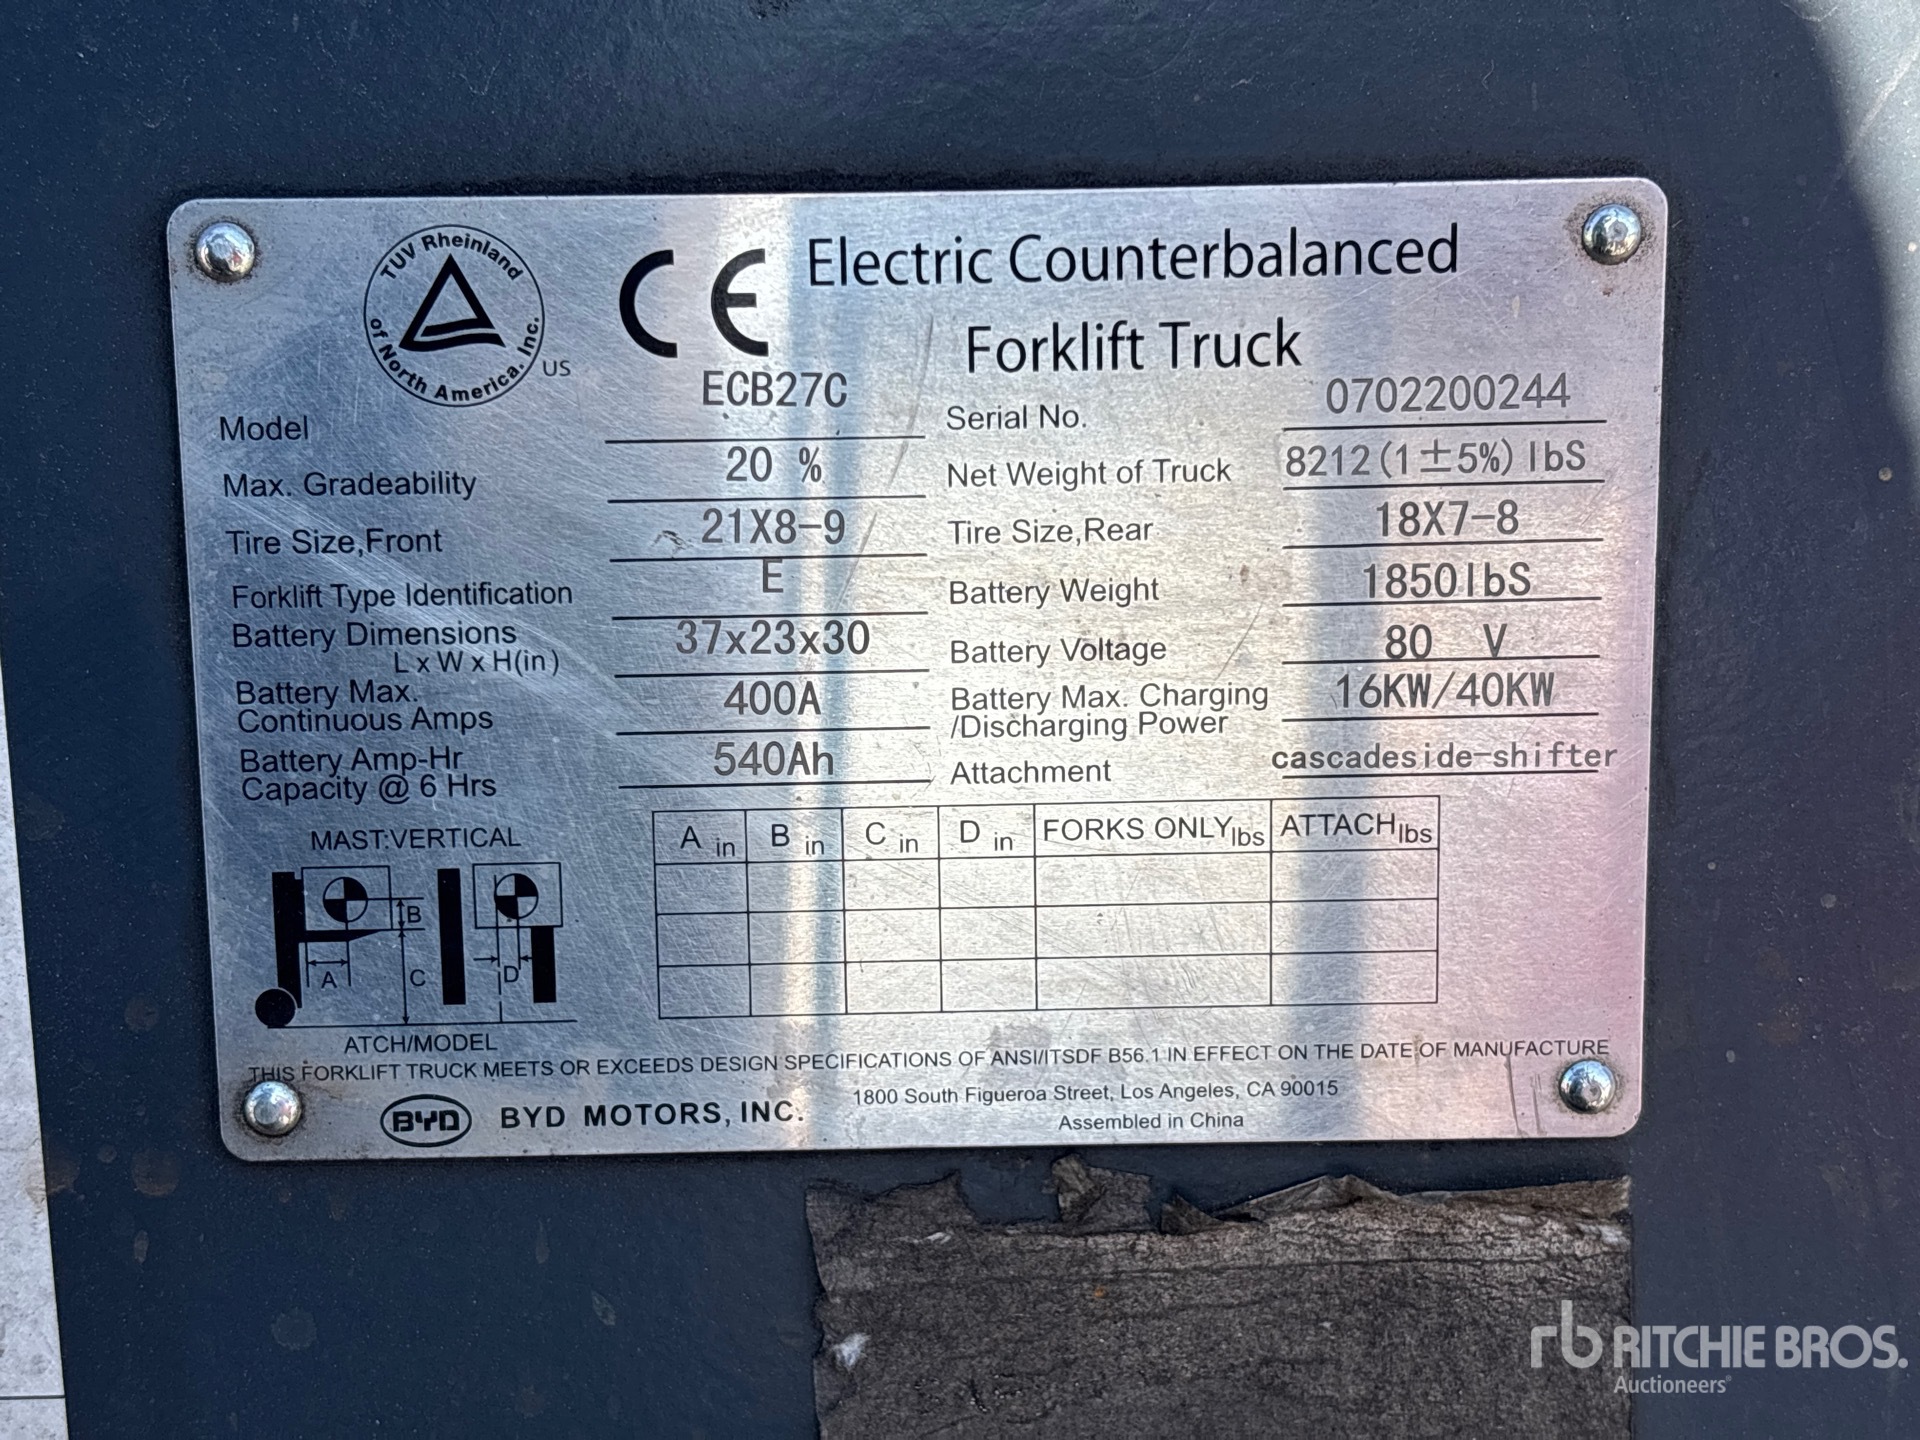 TUV Rheinland of North America, Inc. US
CE
Electric Counterbalanced
Forklift Truck
Model ECB27C Serial No. 0702200244
Max. Gradeability 20 % Net Weight of Truck 8212(1±5%)lbS
Tire Size,Front 21X8-9 Tire Size,Rear 18X7-8
Forklift Type Identification E Battery Weight 1850lbS
Battery Dimensions L x W x H(in) 37x23x30 Battery Voltage 80 V
Battery Max. Continuous Amps 400A Battery Max. Charging /Discharging Power 16KW/40KW
Battery Amp-Hr Capacity @ 6 Hrs 540Ah Attachment cascadeside-shifter
MAST:VERTICAL
A in B in C in D in FORKS ONLY lbs ATTACH lbs
B
A C D
ATCH/MODEL
THIS FORKLIFT TRUCK MEETS OR EXCEEDS DESIGN SPECIFICATIONS OF ANSI/ITSDF B56.1 IN EFFECT ON THE DATE OF MANUFACTURE
BYD BYD MOTORS, INC.
1800 South Figueroa Street, Los Angeles, CA 90015
Assembled in China
rb RITCHIE BROS.
Auctioneers